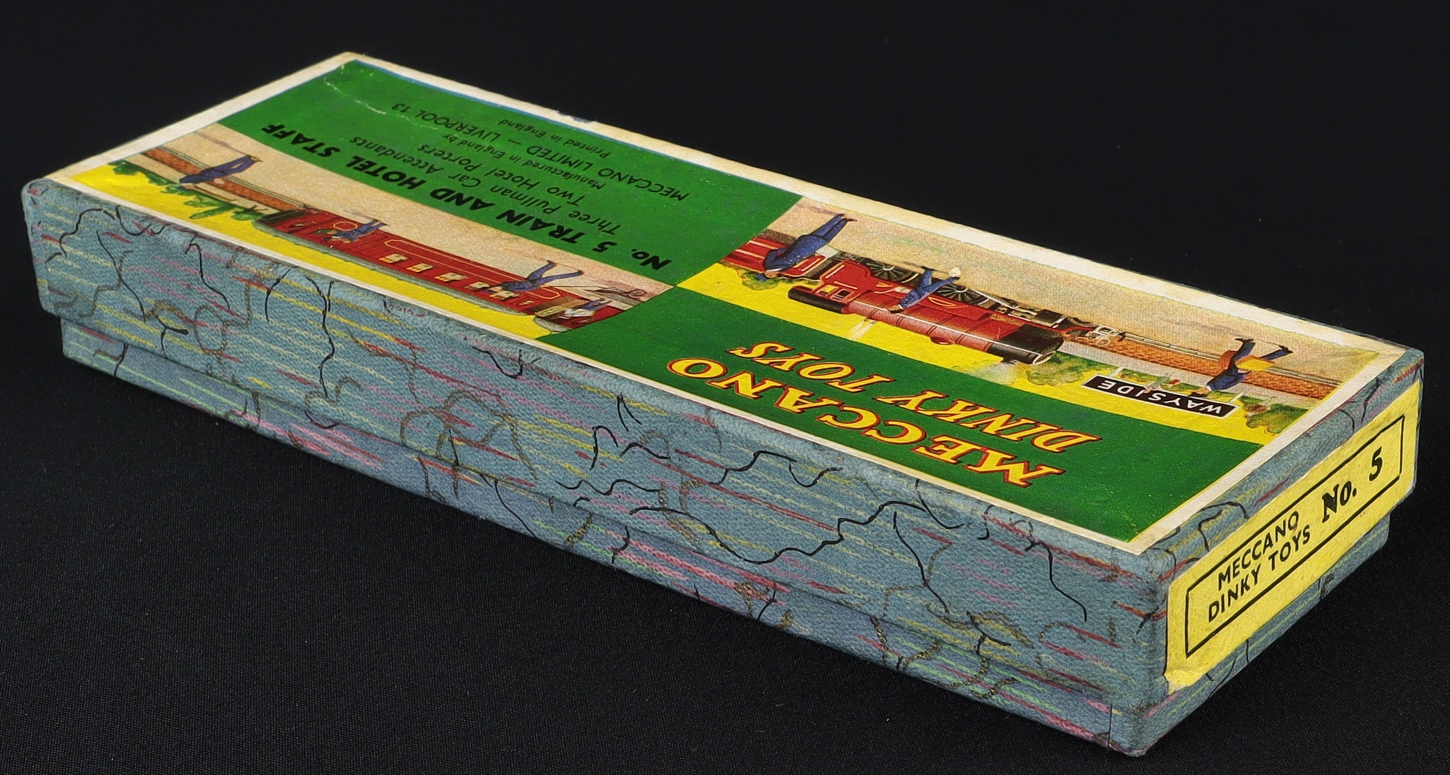 MECCANO
DINKY TOYS
WAYSIDE
No. 5 TRAIN AND HOTEL STAFF
Three Pullman Car Attendants
Two Hotel Porters
Manufactured in England by
MECCANO LIMITED — LIVERPOOL 13
Printed in England
MECCANO
DINKY TOYS
No. 5